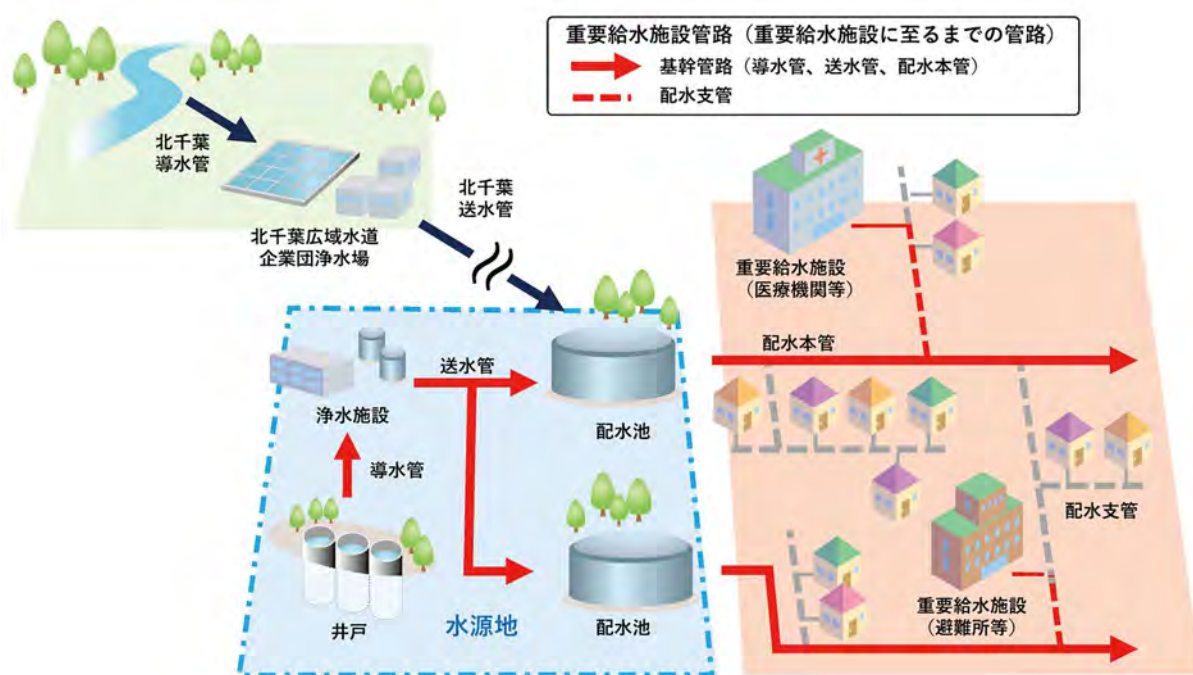 重要給水施設管路（重要給水施設に至るまでの管路）
基幹管路（導水管、送水管、配水本管）
配水支管
北千葉
導水管
北千葉広域水道
企業団浄水場
北千葉
送水管
重要給水施設
（医療機関等）
配水本管
浄水施設
送水管
配水池
導水管
配水支管
井戸
水源地
配水池
重要給水施設
（避難所等）